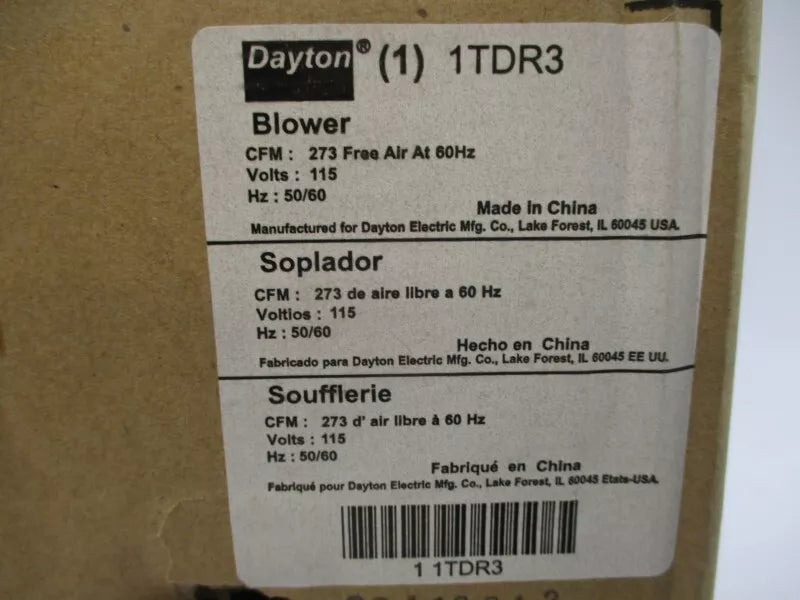 Dayton® (1) 1TDR3
Blower
CFM : 273 Free Air At 60Hz
Volts : 115
Hz : 50/60
Made in China
Manufactured for Dayton Electric Mfg. Co., Lake Forest, IL 60045 USA.
Soplador
CFM : 273 de aire libre a 60 Hz
Voltios : 115
Hz : 50/60
Hecho en China
Fabricado para Dayton Electric Mfg. Co., Lake Forest, IL 60045 EE UU.
Soufflerie
CFM : 273 d' air libre à 60 Hz
Volts : 115
Hz : 50/60
Fabriqué en China
Fabriqué pour Dayton Electric Mfg. Co., Lake Forest, IL 60045 Etats-USA.
1 1TDR3